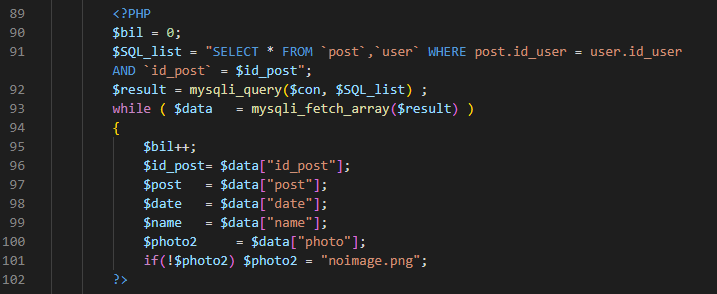 89 <?PHP
90 $bil = 0;
91 $SQL_list = "SELECT * FROM `post`,`user` WHERE post.id_user = user.id_user
AND `id_post` = $id_post";
92 $result = mysqli_query($con, $SQL_list) ;
93 while ( $data   = mysqli_fetch_array($result) )
94 {
95     $bil++;
96     $id_post= $data["id_post"];
97     $post   = $data["post"];
98     $date   = $data["date"];
99     $name   = $data["name"];
100     $photo2     = $data["photo"];
101     if(!$photo2) $photo2 = "noimage.png";
102 ?>